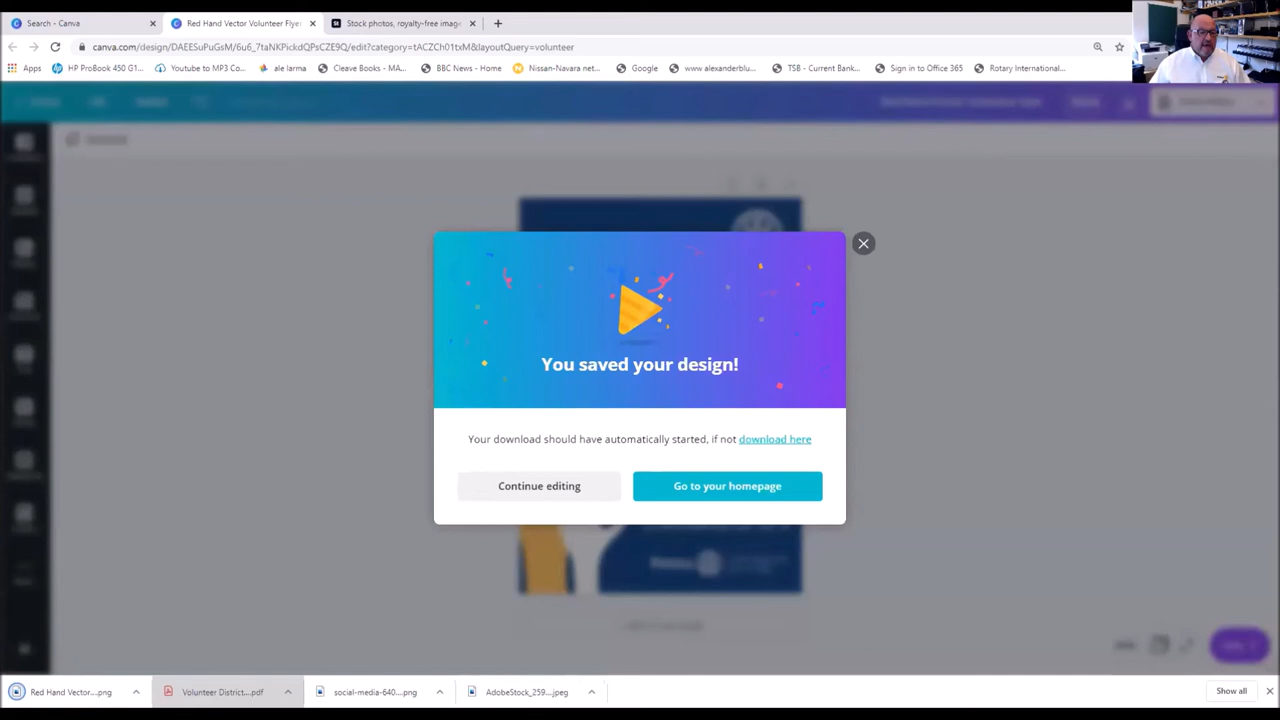 Search - Canva
Red Hand Vector Volunteer Flyer
Stock photos, royalty-free image
canva.com/design/DAEESuPuGsM/6u6_7taNKPickdQPsCZE9Q/edit?category=tACZCh01txM&layoutQuery=volunteer
Apps
HP ProBook 450 G1...
Youtube to MP3 Co...
ale larma
Cleave Books - MA...
BBC News - Home
Nissan-Navara net...
Google
www.alexanderblu...
TSB - Current Bank...
Sign in to Office 365
Rotary International...
You saved your design!
Your download should have automatically started, if not download here
Continue editing
Go to your homepage
Red Hand Vector....png
Volunteer District....pdf
social-media-640....png
AdobeStock_259....jpeg
Show all